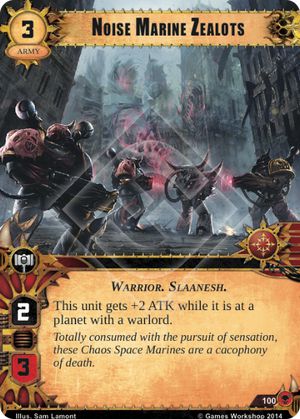 3
NOISE MARINE ZEALOTS
ARMY
WARRIOR. SLAANESH.
2
This unit gets +2 ATK while it is at a
planet with a warlord.
Totally consumed with the pursuit of sensation,
these Chaos Space Marines are a cacophony
of death.
3
100
Illus. Sam Lamont
© Games Workshop 2014